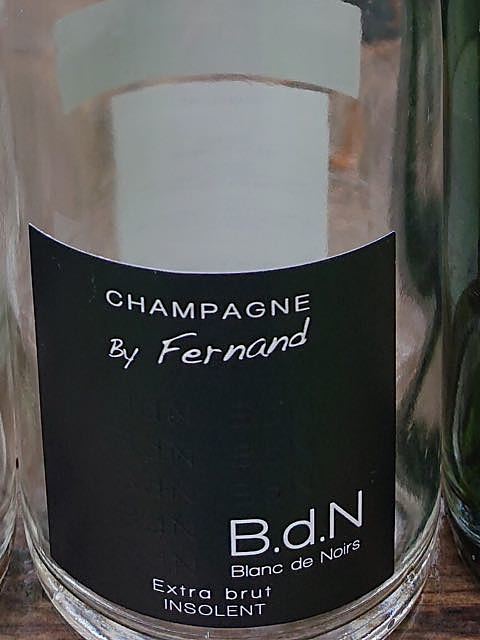 CHAMPAGNE
By Fernand
B.d.N
Blanc de Noirs
Extra brut
INSOLENT